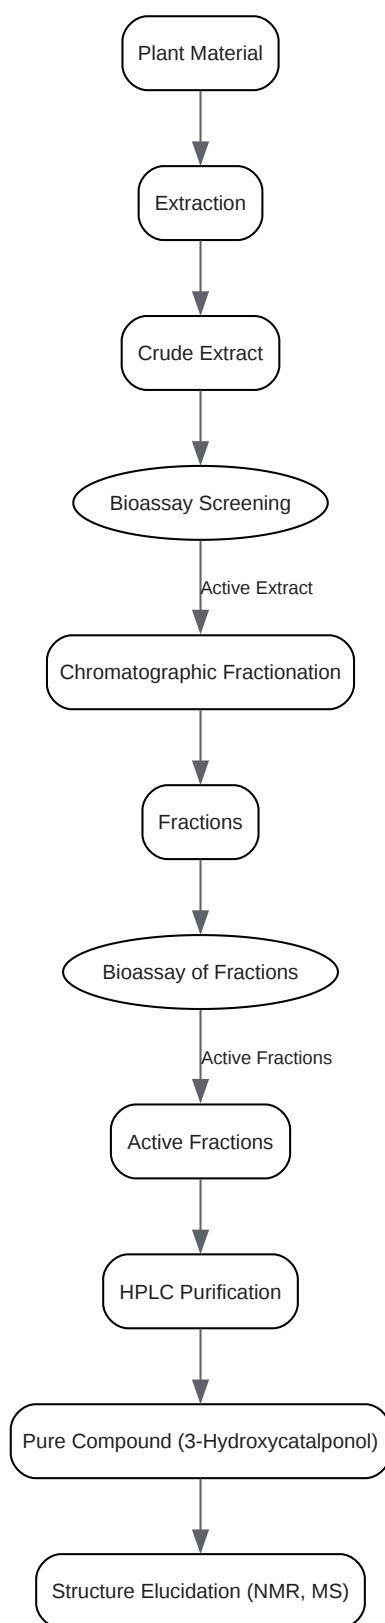 Plant Material
Extraction
Crude Extract
Bioassay Screening
Active Extract
Chromatographic Fractionation
Fractions
Bioassay of Fractions
Active Fractions
Active Fractions
HPLC Purification
Pure Compound (3-Hydroxycatalponol)
Structure Elucidation (NMR, MS)